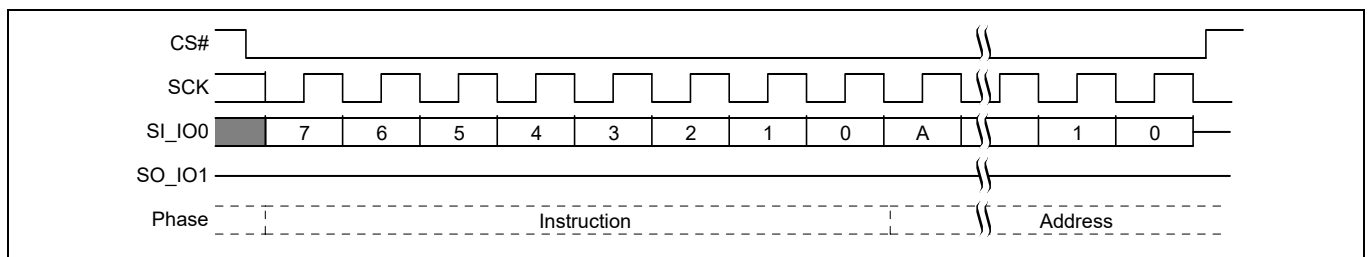 CS#
SCK
SI_IO0 7 6 5 4 3 2 1 0 A 1 0
SO_IO1
Phase Instruction Address